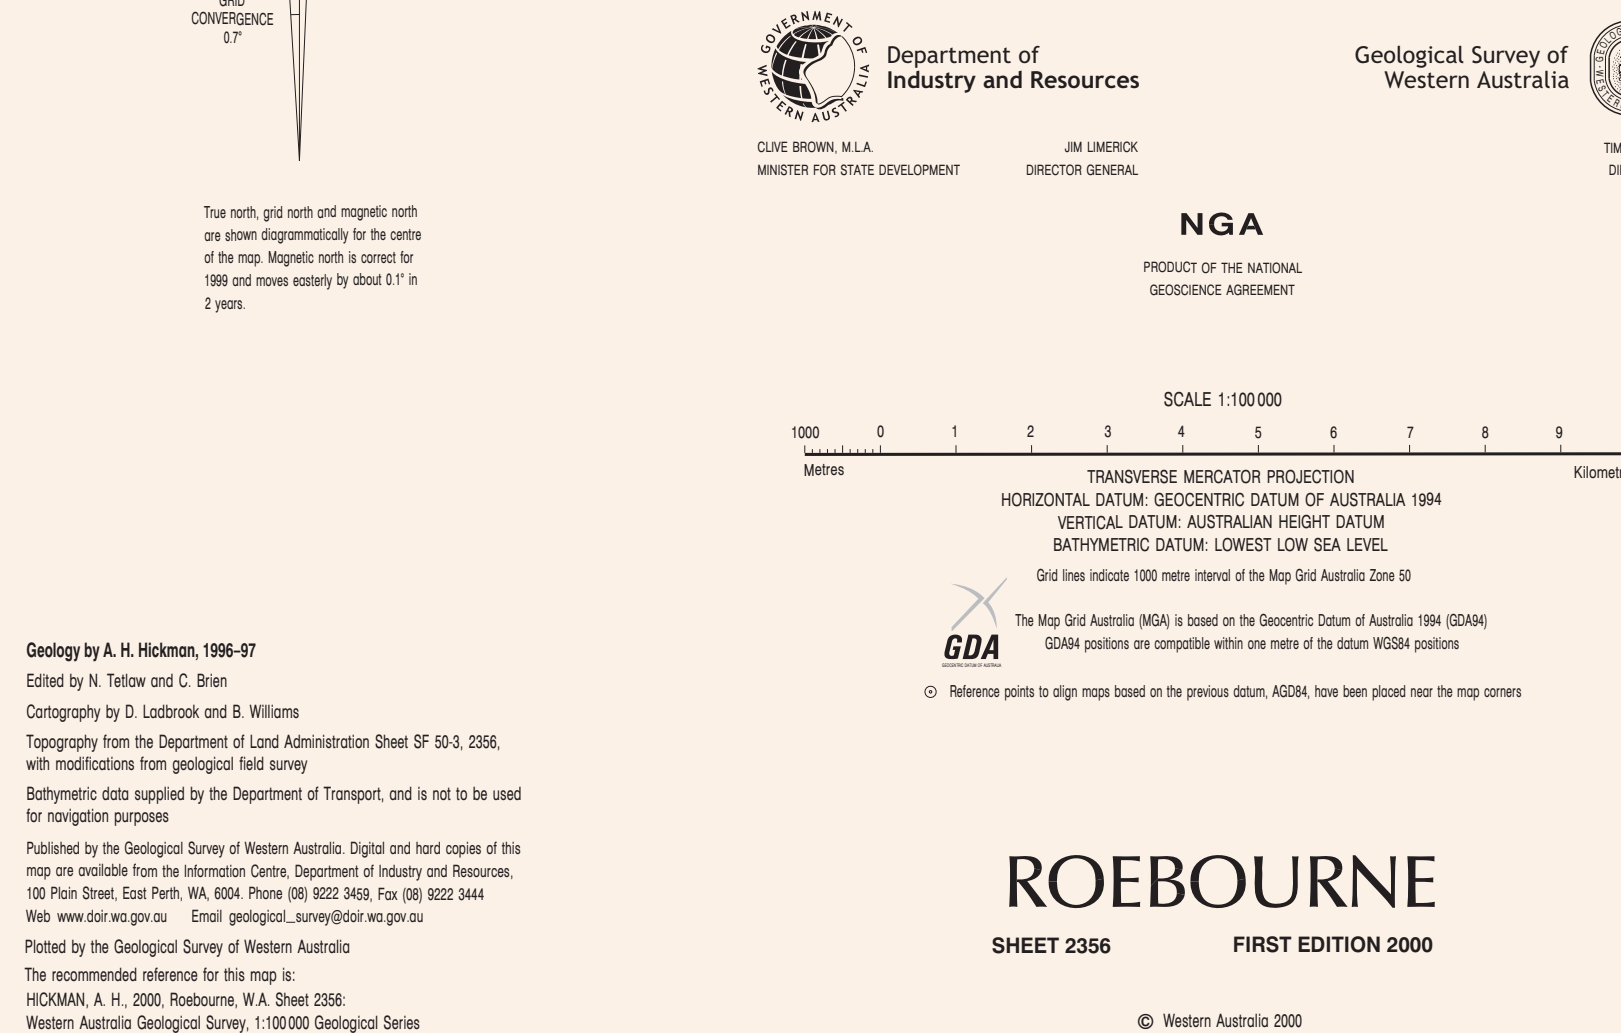 GRID
CONVERGENCE
0.7°
True north, grid north and magnetic north
are shown diagrammatically for the centre
of the map. Magnetic north is correct for
1999 and moves easterly by about 0.1° in
2 years.
GOVERNMENT OF
WESTERN AUSTRALIA
Department of
Industry and Resources
Geological Survey of
Western Australia
CLIVE BROWN, M.L.A.
MINISTER FOR STATE DEVELOPMENT
JIM LIMERICK
DIRECTOR GENERAL
NGA
PRODUCT OF THE NATIONAL
GEOSCIENCE AGREEMENT
SCALE 1:100 000
1000 0 1 2 3 4 5 6 7 8 9
Metres
TRANSVERSE MERCATOR PROJECTION
HORIZONTAL DATUM: GEOCENTRIC DATUM OF AUSTRALIA 1994
VERTICAL DATUM: AUSTRALIAN HEIGHT DATUM
BATHYMETRIC DATUM: LOWEST LOW SEA LEVEL
Grid lines indicate 1000 metre interval of the Map Grid Australia Zone 50
GDA
GEOCENTRIC DATUM OF AUSTRALIA
The Map Grid Australia (MGA) is based on the Geocentric Datum of Australia 1994 (GDA94)
GDA94 positions are compatible within one metre of the datum WGS84 positions
Reference points to align maps based on the previous datum, AGD84, have been placed near the map corners
Geology by A. H. Hickman, 1996–97
Edited by N. Tetlaw and C. Brien
Cartography by D. Ladbrook and B. Williams
Topography from the Department of Land Administration Sheet SF 50-3, 2356,
with modifications from geological field survey
Bathymetric data supplied by the Department of Transport, and is not to be used
for navigation purposes
Published by the Geological Survey of Western Australia. Digital and hard copies of this
map are available from the Information Centre, Department of Industry and Resources,
100 Plain Street, East Perth, WA, 6004. Phone (08) 9222 3459, Fax (08) 9222 3444
Web www.doir.wa.gov.au Email geological_survey@doir.wa.gov.au
Plotted by the Geological Survey of Western Australia
The recommended reference for this map is:
HICKMAN, A. H., 2000, Roebourne, W.A. Sheet 2356:
Western Australia Geological Survey, 1:100 000 Geological Series
ROEBOURNE
SHEET 2356
FIRST EDITION 2000
© Western Australia 2000